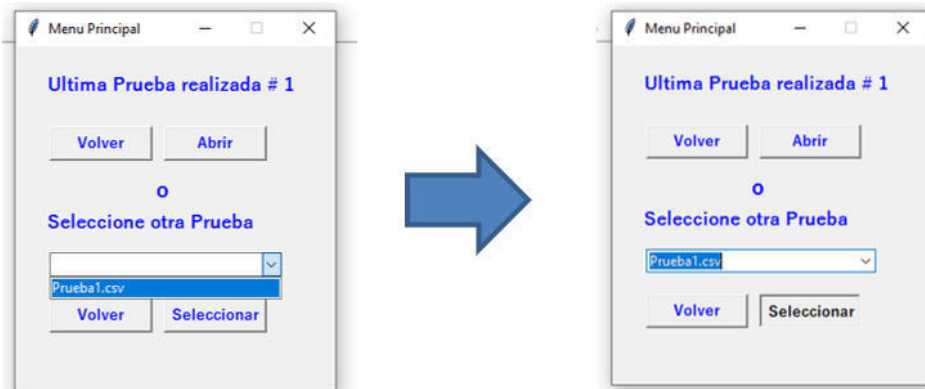 Menu Principal
Ultima Prueba realizada # 1
Volver
Abrir
o
Seleccione otra Prueba
Prueba1.csv
Volver
Seleccionar
Menu Principal
Ultima Prueba realizada # 1
Volver
Abrir
o
Seleccione otra Prueba
Prueba1.csv
Volver
Seleccionar